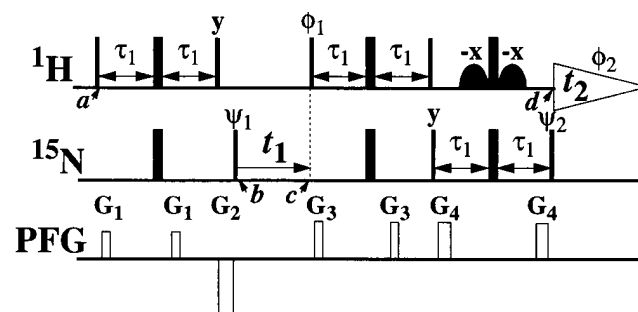 y ϕ₁
¹H τ₁ τ₁ τ₁ τ₁ -x -x ϕ₂
a d t₂
ψ₁ y ψ₂
¹⁵N t₁ τ₁ τ₁
b c
G₁ G₁ G₂ G₃ G₃ G₄ G₄
PFG